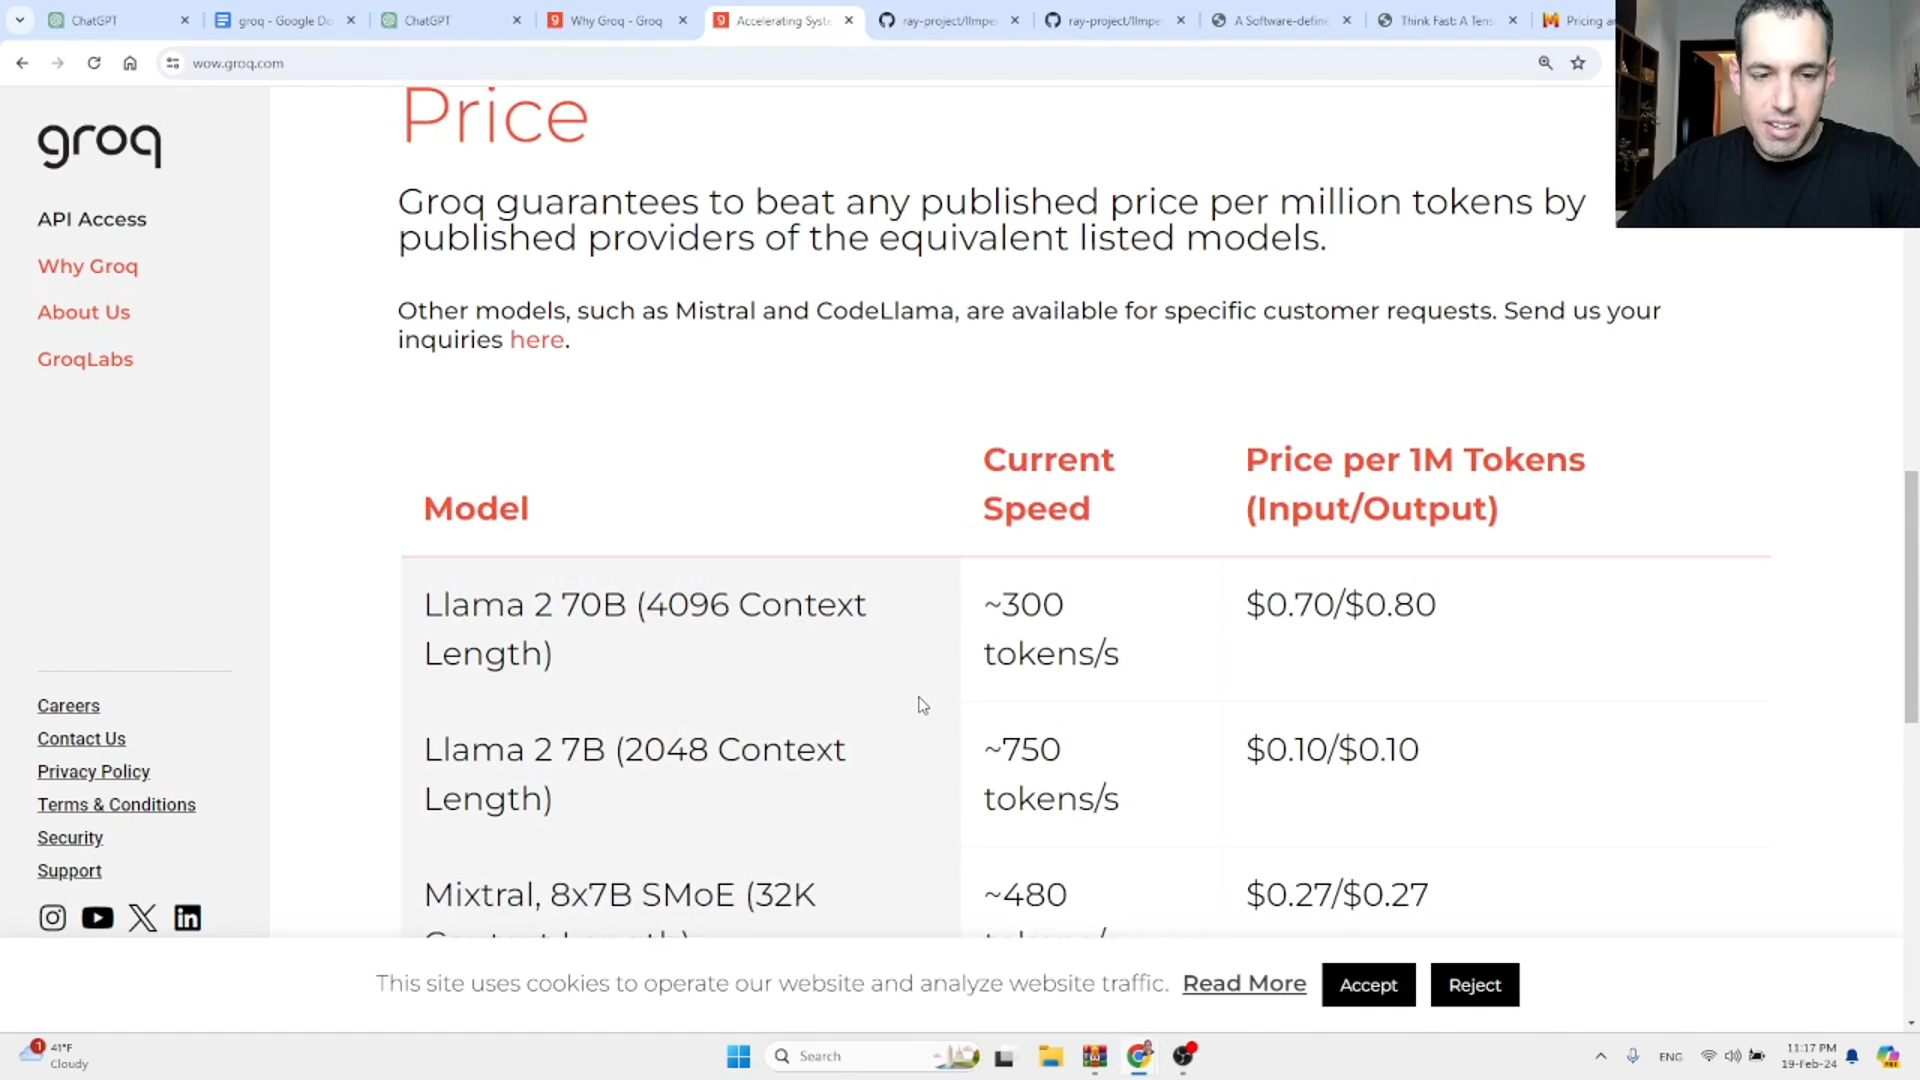 ChatGPT
groq - Google Do
ChatGPT
Why Groq - Groq
Accelerating Syste
ray-project/llmpe
ray-project/llmpe
A Software-define
Think Fast: A Tens
Pricing an
wow.groq.com
groq
API Access
Why Groq
About Us
GroqLabs
Careers
Contact Us
Privacy Policy
Terms & Conditions
Security
Support
Price
Groq guarantees to beat any published price per million tokens by
published providers of the equivalent listed models.
Other models, such as Mistral and CodeLlama, are available for specific customer requests. Send us your
inquiries here.
Model
Current
Speed
Price per 1M Tokens
(Input/Output)
Llama 2 70B (4096 Context
Length)
~300
tokens/s
$0.70/$0.80
Llama 2 7B (2048 Context
Length)
~750
tokens/s
$0.10/$0.10
Mixtral, 8x7B SMoE (32K
~480
$0.27/$0.27
This site uses cookies to operate our website and analyze website traffic. Read More
Accept
Reject
1
41°F
Cloudy
Search
ENG
11:17 PM
19-Feb-24